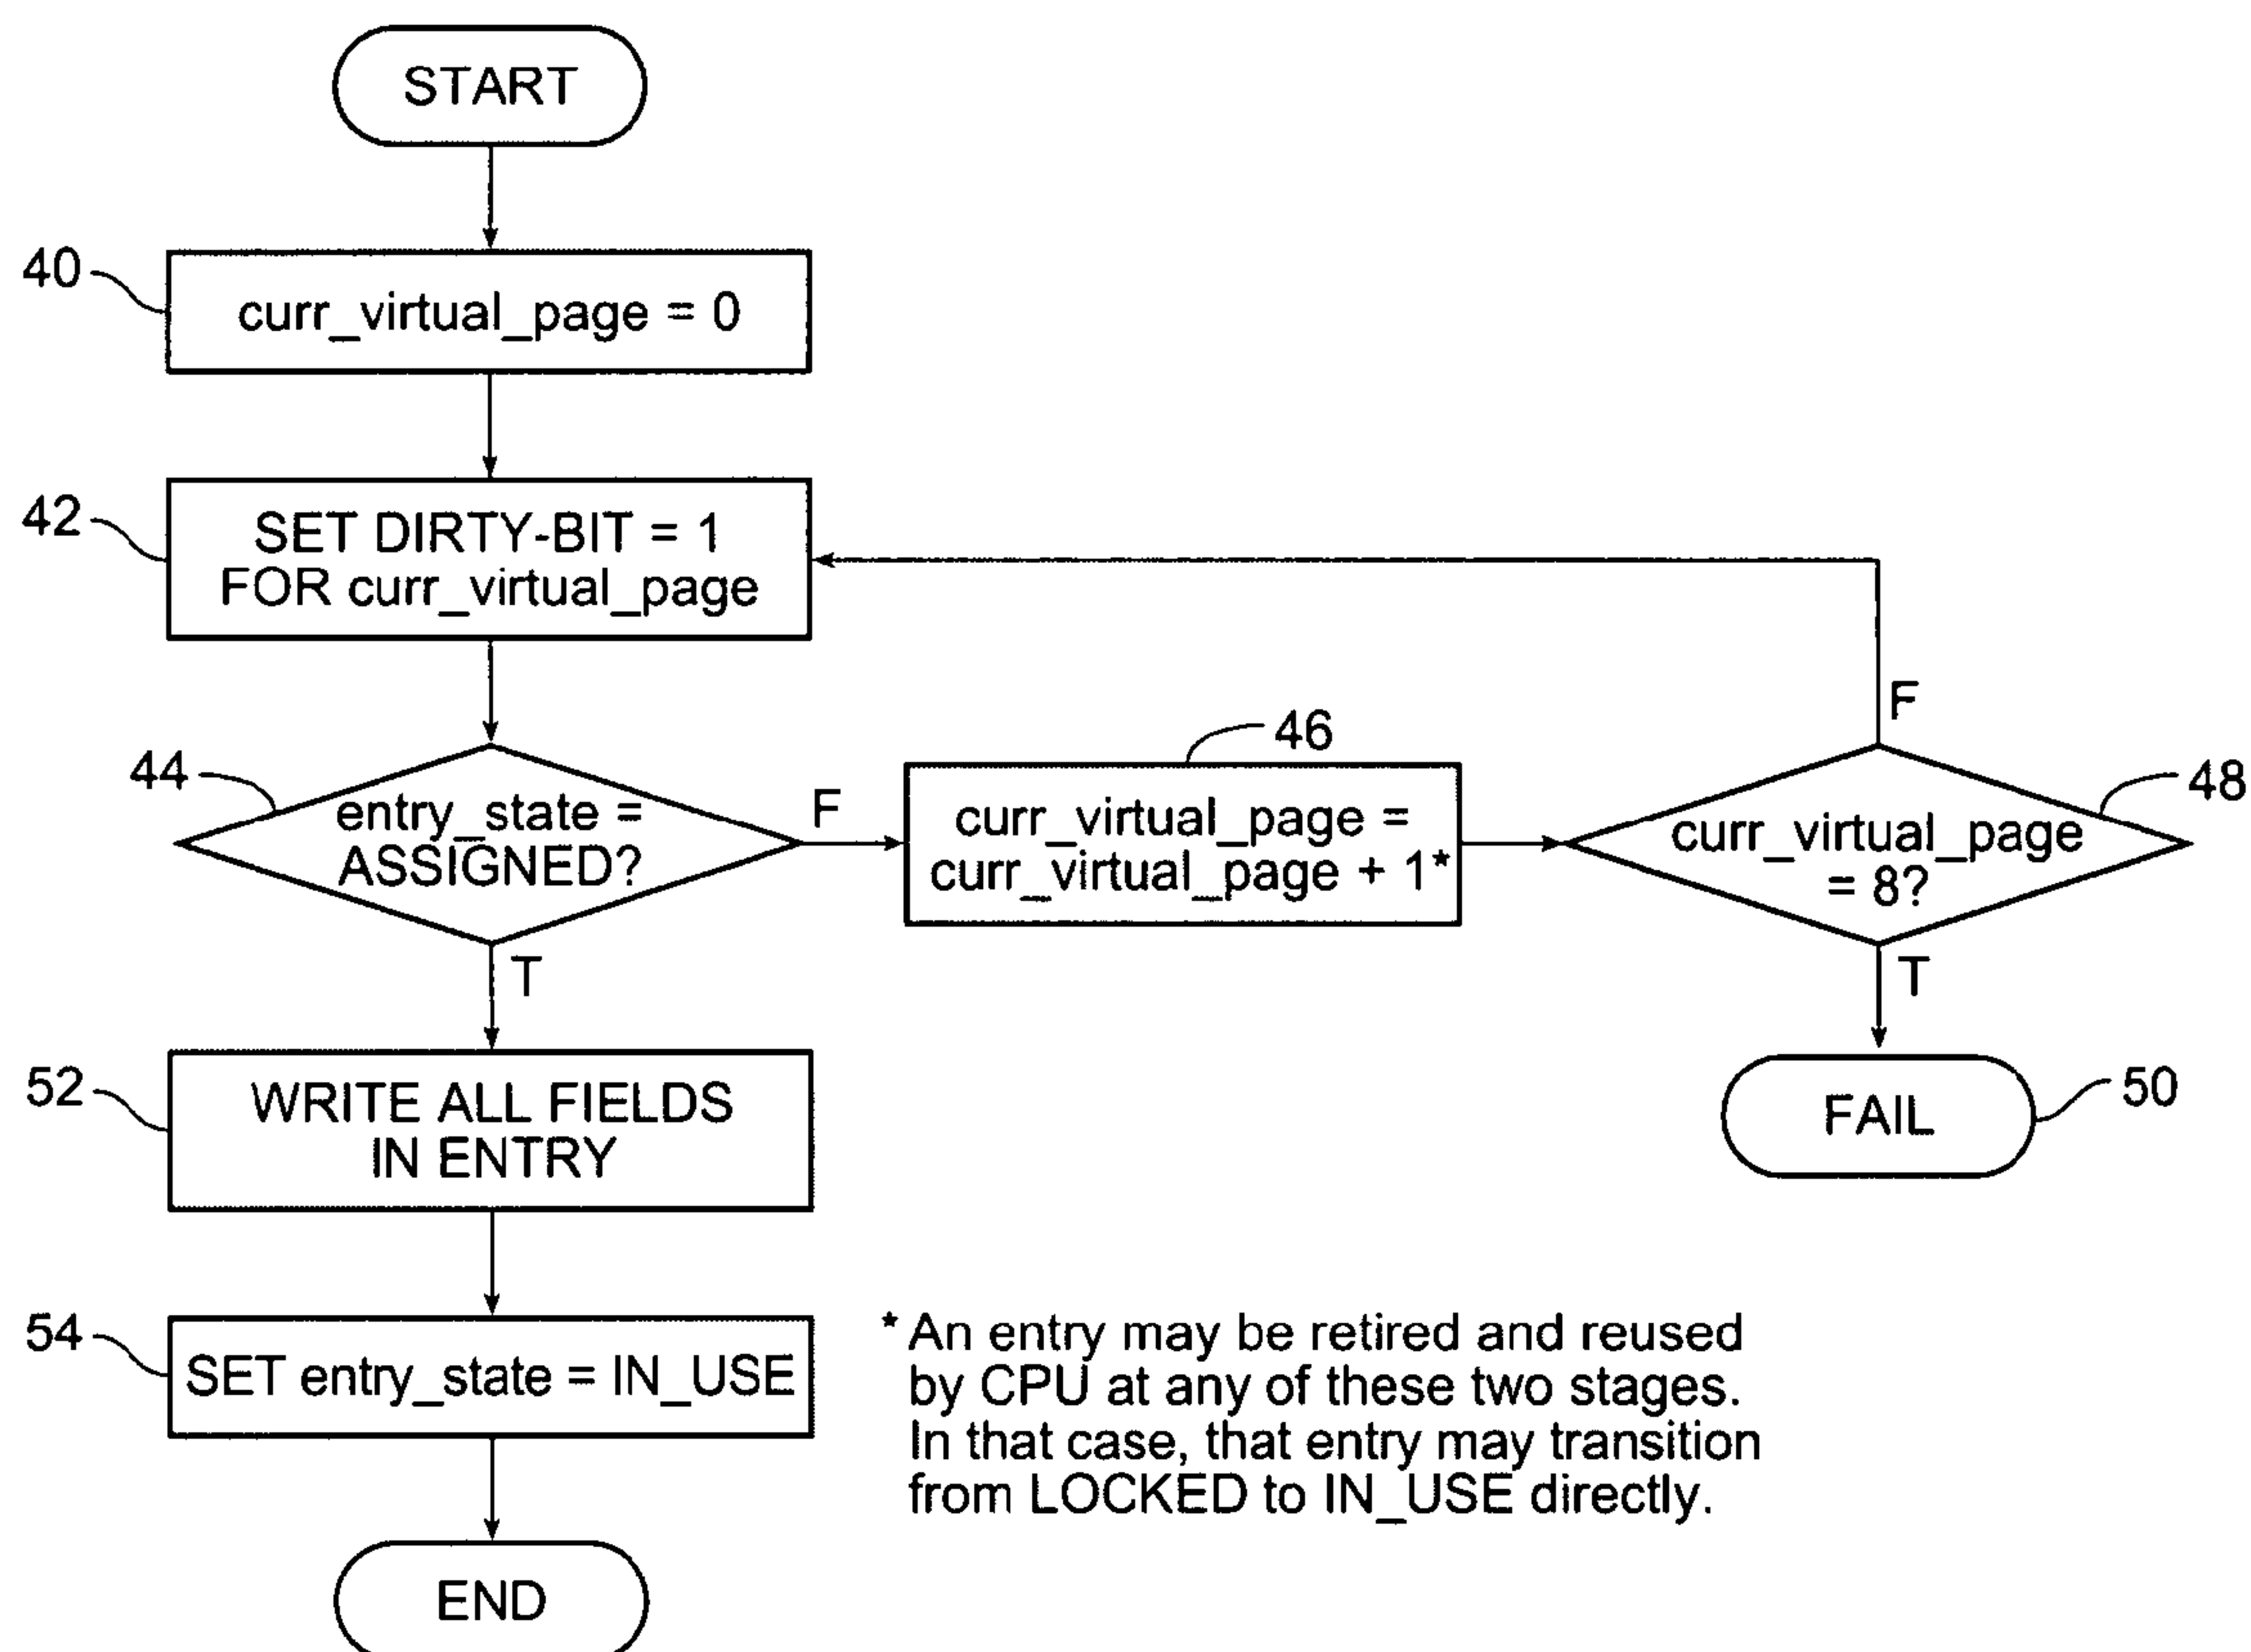 START
40
curr_virtual_page = 0
42
SET DIRTY-BIT = 1
FOR curr_virtual_page
44
entry_state =
ASSIGNED?
F
T
46
curr_virtual_page =
curr_virtual_page + 1*
F
48
curr_virtual_page
= 8?
T
FAIL
50
52
WRITE ALL FIELDS
IN ENTRY
54
SET entry_state = IN_USE
END
* An entry may be retired and reused
by CPU at any of these two stages.
In that case, that entry may transition
from LOCKED to IN_USE directly.